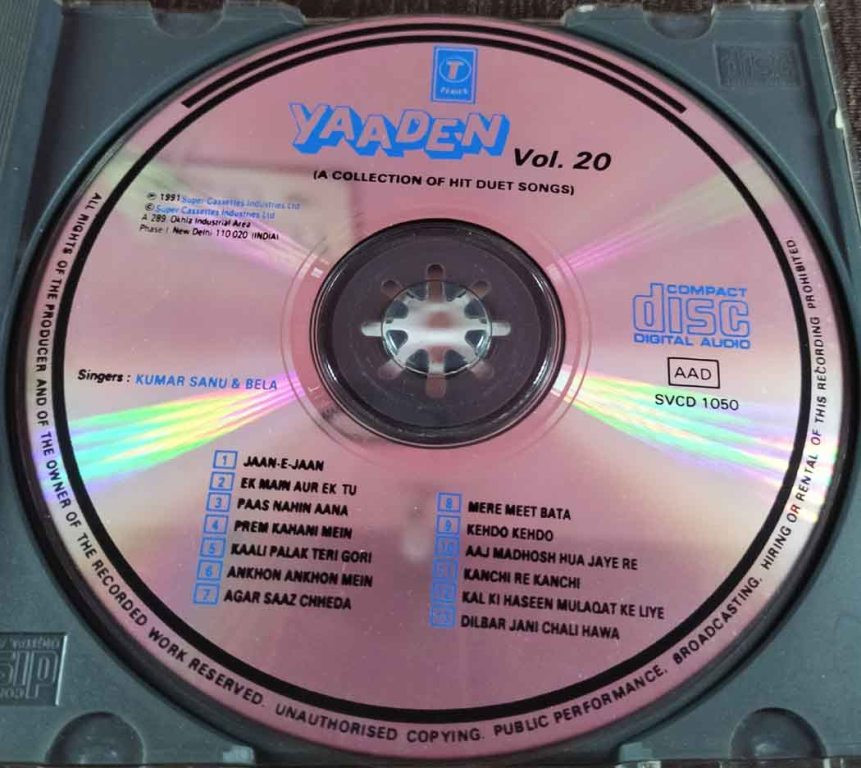 T
SERIES
YAADEN Vol. 20
(A COLLECTION OF HIT DUET SONGS)
℗ 1991 Super Cassettes Industries Ltd
© Super Cassettes Industries Ltd
A 289 Okhla Industrial Area
Phase I New Delhi 110 020 (INDIA)
COMPACT
disc
DIGITAL AUDIO
AAD
SVCD 1050
Singers : KUMAR SANU & BELA
1 JAAN-E-JAAN
2 EK MAIN AUR EK TU
3 PAAS NAHIN AANA
4 PREM KAHANI MEIN
5 KAALI PALAK TERI GORI
6 ANKHON ANKHON MEIN
7 AGAR SAAZ CHHEDA
8 MERE MEET BATA
9 KEHDO KEHDO
10 AAJ MADHOSH HUA JAYE RE
11 KANCHI RE KANCHI
12 KAL KI HASEEN MULAQAT KE LIYE
13 DILBAR JANI CHALI HAWA
ALL RIGHTS OF THE PRODUCER AND OF THE OWNER OF THE RECORDED WORK RESERVED. UNAUTHORISED COPYING. PUBLIC PERFORMANCE, BROADCASTING. HIRING OR RENTAL OF THIS RECORDING PROHIBITED.
disc